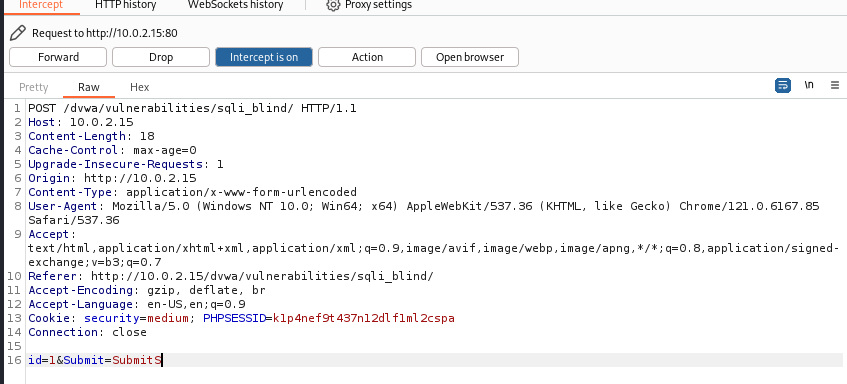 Intercept HTTP history WebSockets history Proxy settings
Request to http://10.0.2.15:80
Forward Drop Intercept is on Action Open browser
Pretty Raw Hex \n
1 POST /dvwa/vulnerabilities/sqli_blind/ HTTP/1.1
2 Host: 10.0.2.15
3 Content-Length: 18
4 Cache-Control: max-age=0
5 Upgrade-Insecure-Requests: 1
6 Origin: http://10.0.2.15
7 Content-Type: application/x-www-form-urlencoded
8 User-Agent: Mozilla/5.0 (Windows NT 10.0; Win64; x64) AppleWebKit/537.36 (KHTML, like Gecko) Chrome/121.0.6167.85
Safari/537.36
9 Accept:
text/html,application/xhtml+xml,application/xml;q=0.9,image/avif,image/webp,image/apng,*/*;q=0.8,application/signed-
exchange;v=b3;q=0.7
10 Referer: http://10.0.2.15/dvwa/vulnerabilities/sqli_blind/
11 Accept-Encoding: gzip, deflate, br
12 Accept-Language: en-US,en;q=0.9
13 Cookie: security=medium; PHPSESSID=k1p4nef9t437n12dlf1ml2cspa
14 Connection: close
15
16 id=1&Submit=SubmitS